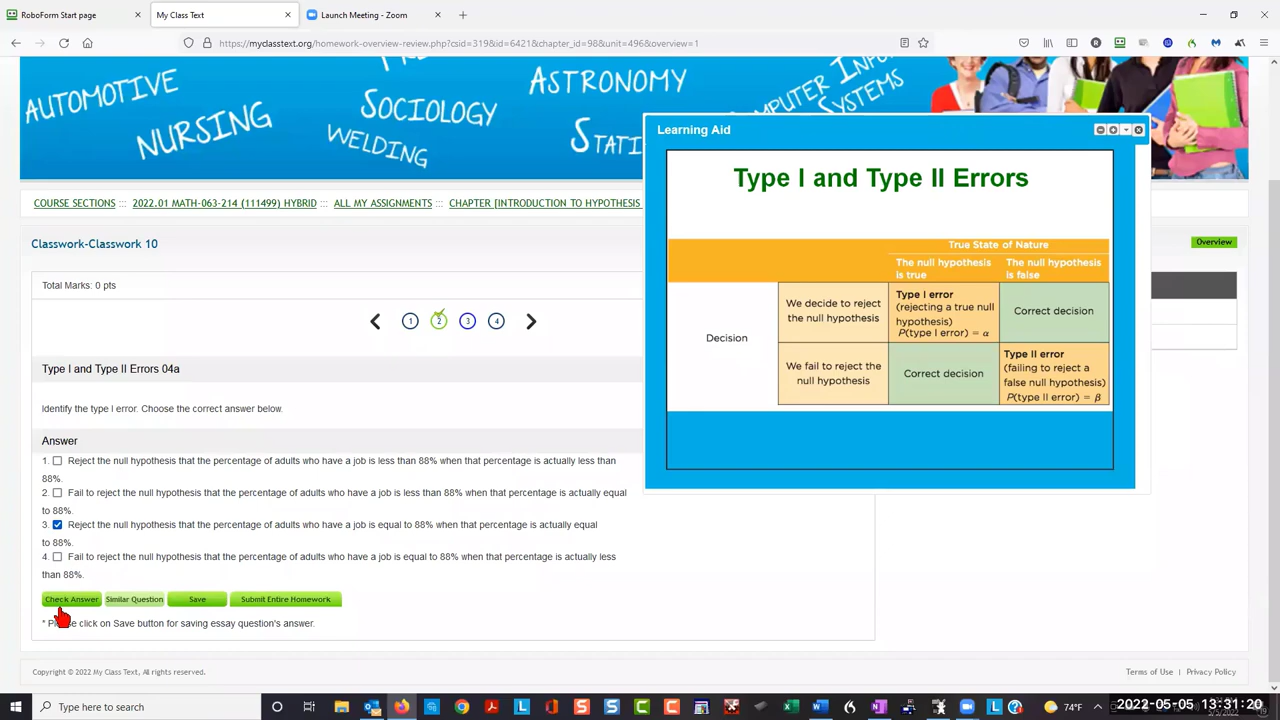 RoboForm Start page
My Class Text
Launch Meeting - Zoom
https://myclasstext.org/homework-overview-review.php?csid=319&id=6421&chapter_id=98&unit=496&overview=1
AUTOMOTIVE
NURSING
SOCIOLOGY
WELDING
ASTRONOMY
STATI
SYSTEMS
COURSE SECTIONS ::: 2022.01 MATH-063-214 (111499) HYBRID ::: ALL MY ASSIGNMENTS ::: CHAPTER [INTRODUCTION TO HYPOTHESIS
Classwork-Classwork 10
Overview
Total Marks: 0 pts
1 2 3 4
Type I and Type II Errors 04a
Identify the type I error. Choose the correct answer below.
Answer
1. Reject the null hypothesis that the percentage of adults who have a job is less than 88% when that percentage is actually less than
88%.
2. Fail to reject the null hypothesis that the percentage of adults who have a job is less than 88% when that percentage is actually equal
to 88%.
3. Reject the null hypothesis that the percentage of adults who have a job is equal to 88% when that percentage is actually equal
to 88%.
4. Fail to reject the null hypothesis that the percentage of adults who have a job is equal to 88% when that percentage is actually less
than 88%.
Check Answer Similar Question Save Submit Entire Homework
* Please click on Save button for saving essay question's answer.
Learning Aid
Type I and Type II Errors
True State of Nature
The null hypothesis
is true
The null hypothesis
is false
Decision
We decide to reject
the null hypothesis
Type I error
(rejecting a true null
hypothesis)
P(type I error) = α
Correct decision
We fail to reject the
null hypothesis
Correct decision
Type II error
(failing to reject a
false null hypothesis)
P(type II error) = β
Copyright © 2022 My Class Text, All rights reserved.
Terms of Use | Privacy Policy
Type here to search
74°F
2022-05-05 13:31:20